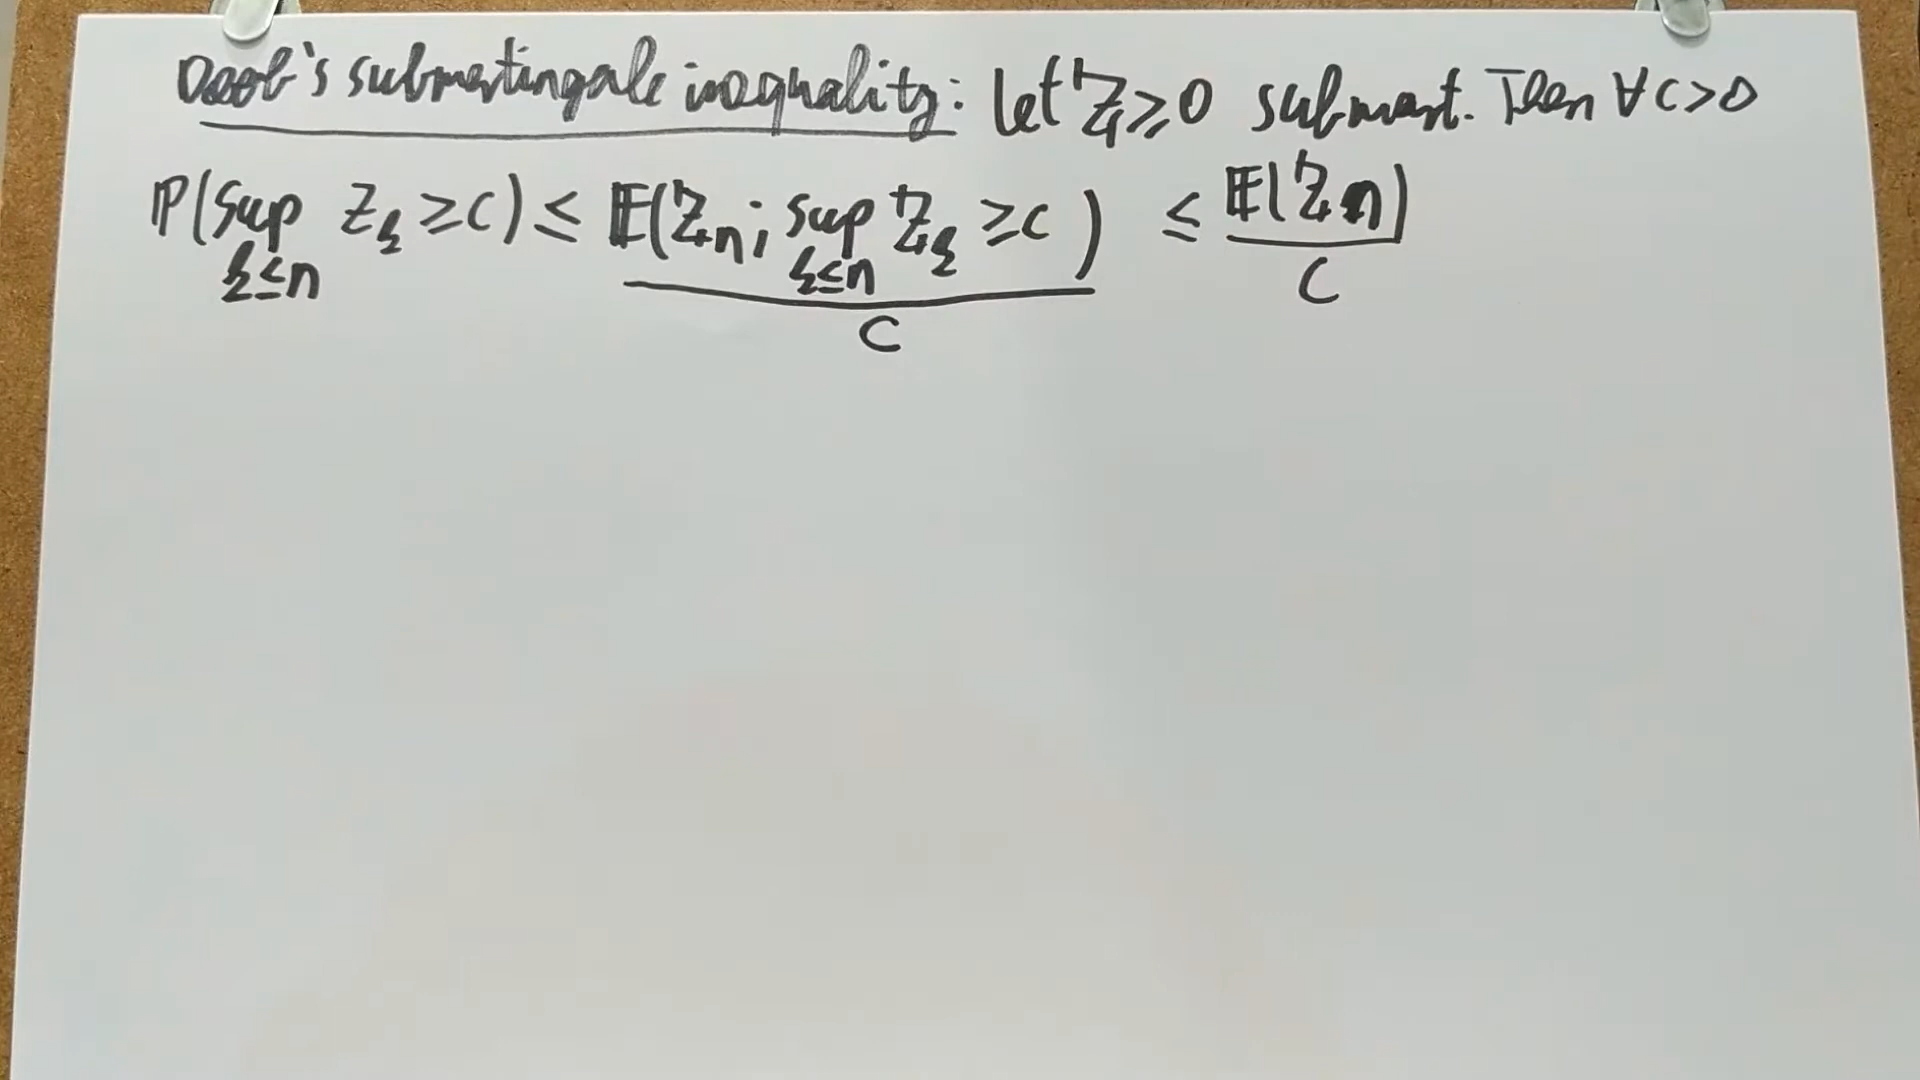 Doob's submartingale inequality: Let Z ≥ 0 submart. Then ∀ c > 0
ℙ(sup_{k≤n} Z_k ≥ c) ≤ 𝔼(Z_n; sup_{k≤n} Z_k ≥ c) / c ≤ 𝔼(Z_n) / c